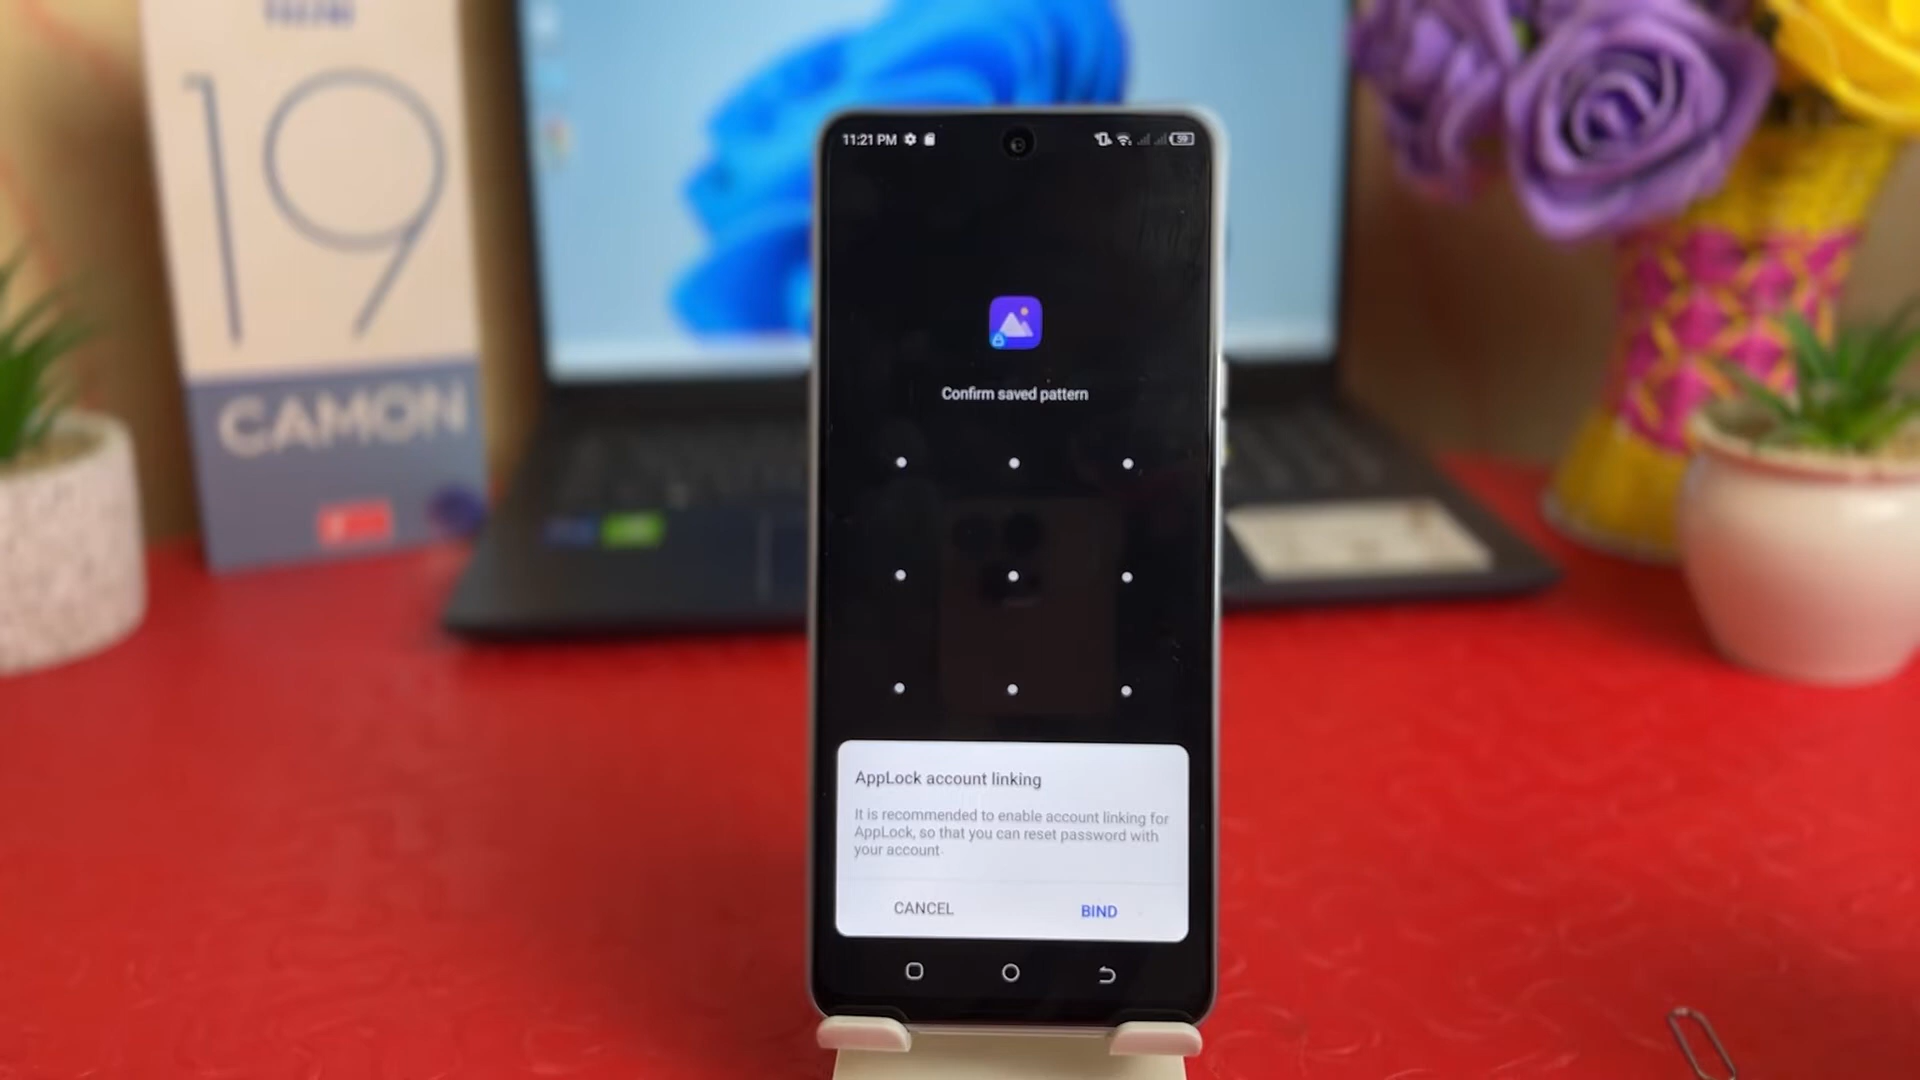 19
CAMON
11:21 PM
59
Confirm saved pattern
AppLock account linking
It is recommended to enable account linking for
AppLock, so that you can reset password with
your account
CANCEL
BIND